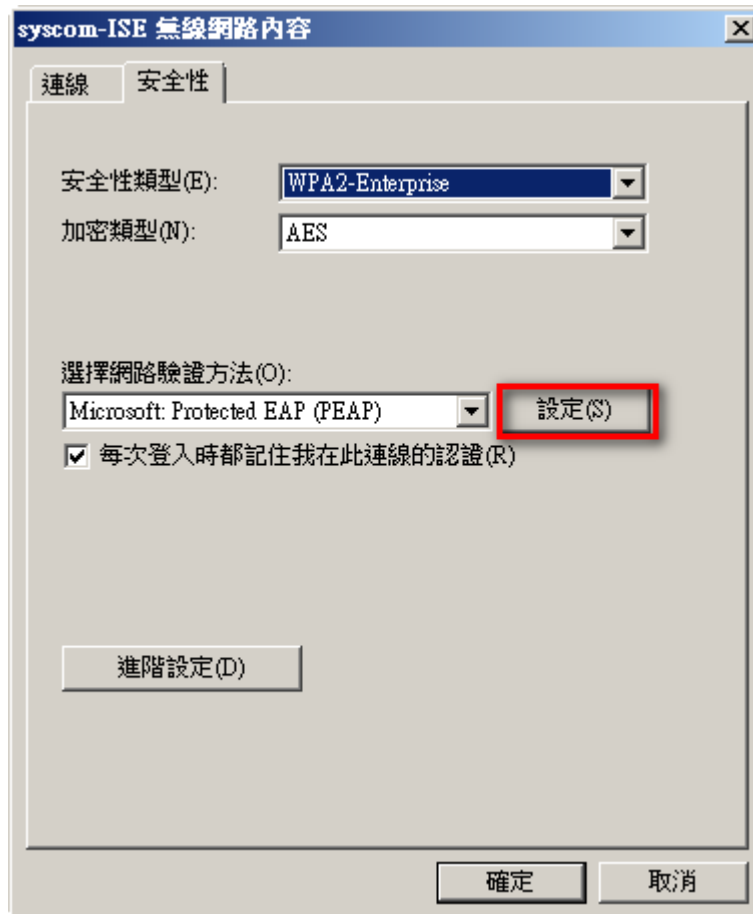 syscom-ISE 無線網路內容
連線 安全性
安全性類型(E): WPA2-Enterprise
加密類型(N): AES
選擇網路驗證方法(O):
Microsoft: Protected EAP (PEAP) 設定(S)
每次登入時都記住我在此連線的認證(R)
進階設定(D)
確定 取消